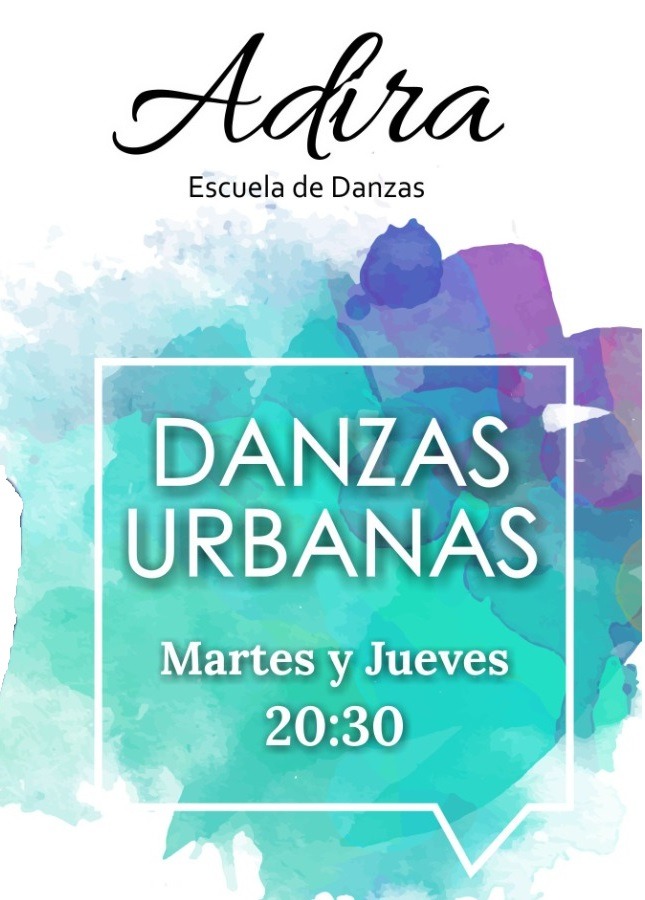 Adira
Escuela de Danzas
DANZAS
URBANAS
Martes y Jueves
20:30